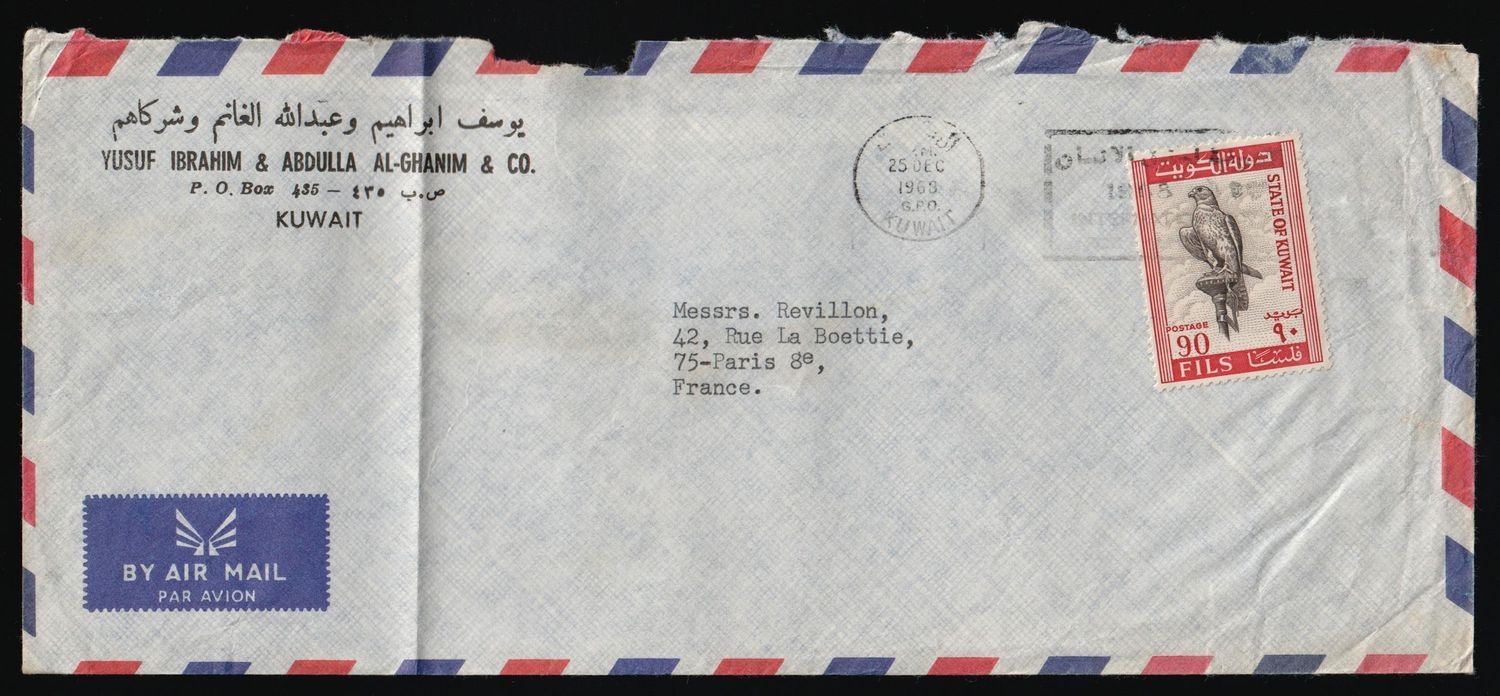 يوسف ابراهيم وعبدالله الغانم وشركاهم
YUSUF IBRAHIM & ABDULLA AL-GHANIM & CO.
P. O. Box 435 – ص.ب ٤٣٥
KUWAIT
25 DEC
1968
G.P.O.
KUWAIT
دولة الكويت
STATE OF KUWAIT
POSTAGE بريد
90 ٩٠
FILS فلسًا
Messrs. Revillon,
42, Rue La Boettie,
75-Paris 8e,
France.
BY AIR MAIL
PAR AVION